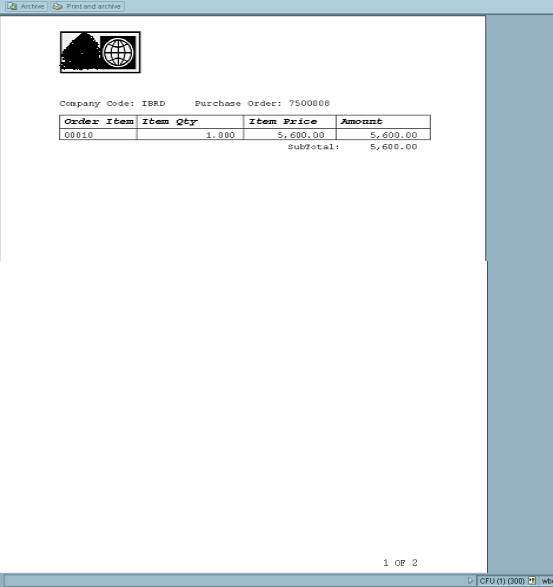 Archive Print and archive
Company Code: IBRD Purchase Order: 7500008
Order Item Item Qty Item Price Amount
00010 1.000 5,600.00 5,600.00
SubTotal: 5,600.00
1 OF 2
CFU (1) (300)